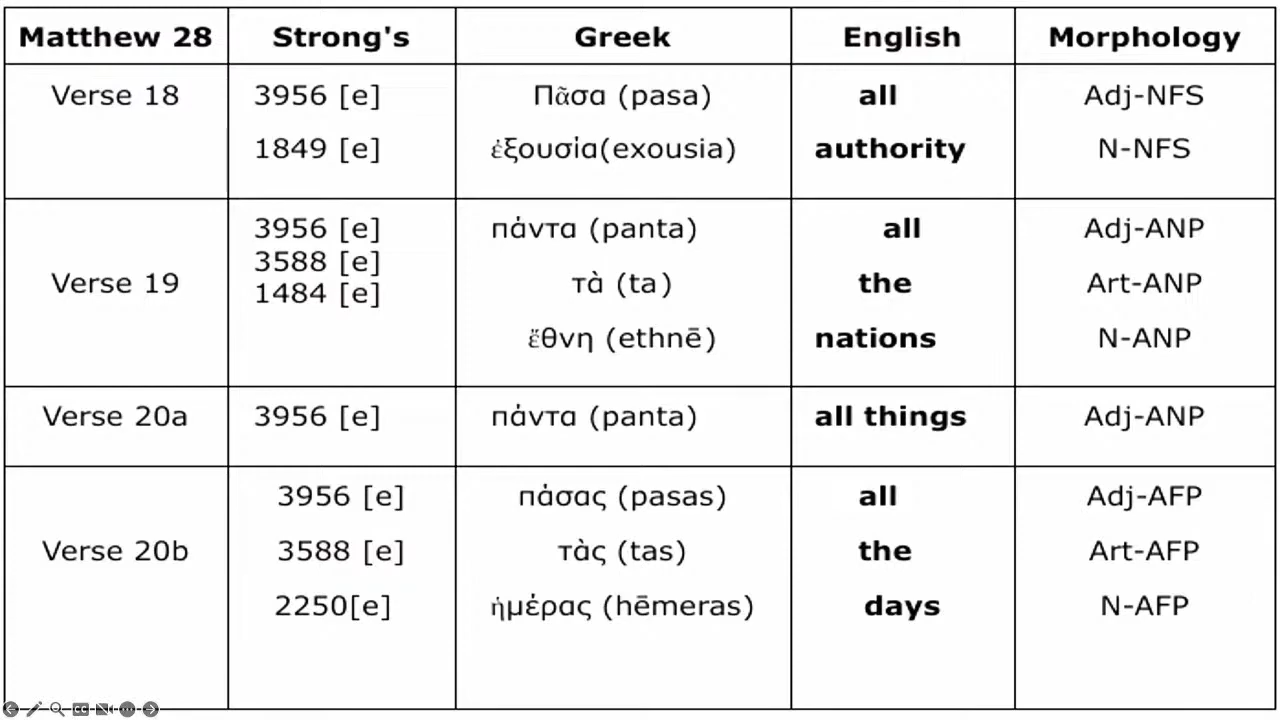 Matthew 28 Strong's Greek English Morphology
Verse 18 3956 [e] Πᾶσα (pasa) all Adj-NFS
1849 [e] ἐξουσία(exousia) authority N-NFS
3956 [e] πάντα (panta) all Adj-ANP
3588 [e]
Verse 19 τὰ (ta) the Art-ANP
1484 [e]
ἔθνη (ethnē) nations N-ANP
Verse 20a 3956 [e] πάντα (panta) all things Adj-ANP
3956 [e] πάσας (pasas) all Adj-AFP
Verse 20b 3588 [e] τὰς (tas) the Art-AFP
2250[e] ἡμέρας (hēmeras) days N-AFP
CC